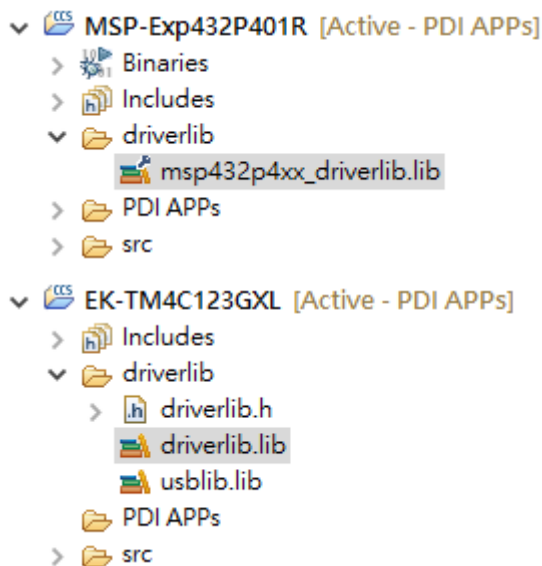 MSP-Exp432P401R [Active - PDI APPs]
Binaries
Includes
driverlib
msp432p4xx_driverlib.lib
PDI APPs
src
EK-TM4C123GXL [Active - PDI APPs]
Includes
driverlib
driverlib.h
driverlib.lib
usblib.lib
PDI APPs
src